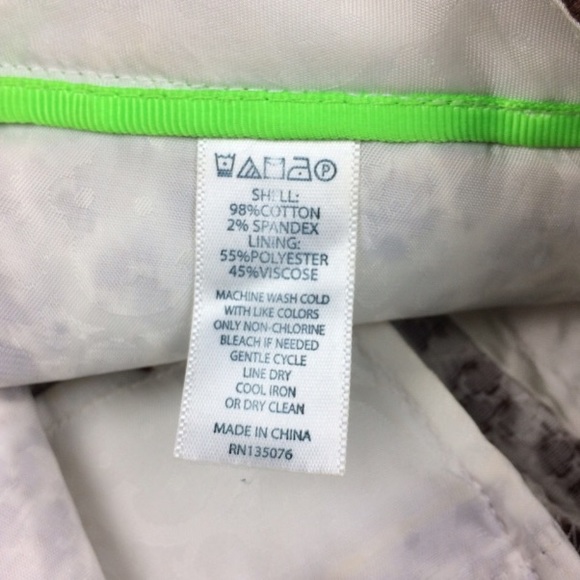 SHELL:
98%COTTON
2% SPANDEX
LINING:
55%POLYESTER
45%VISCOSE
MACHINE WASH COLD
WITH LIKE COLORS
ONLY NON-CHLORINE
BLEACH IF NEEDED
GENTLE CYCLE
LINE DRY
COOL IRON
OR DRY CLEAN
MADE IN CHINA
RN135076